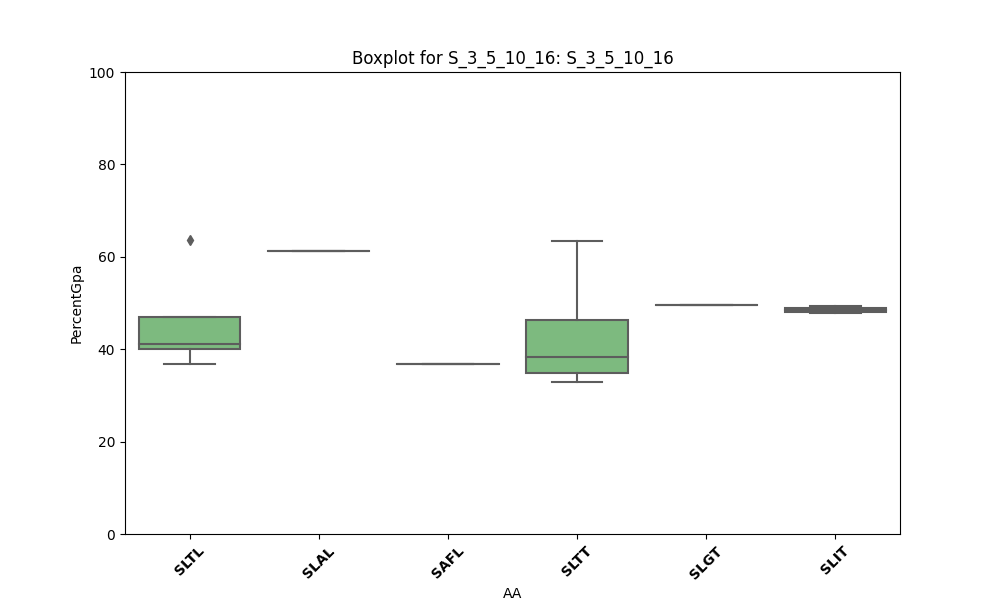 Boxplot for S_3_5_10_16: S_3_5_10_16
100
80
60
40
20
0
PercentGpa
SLTL
SLAL
SAFL
SLTT
SLGT
SLIT
AA